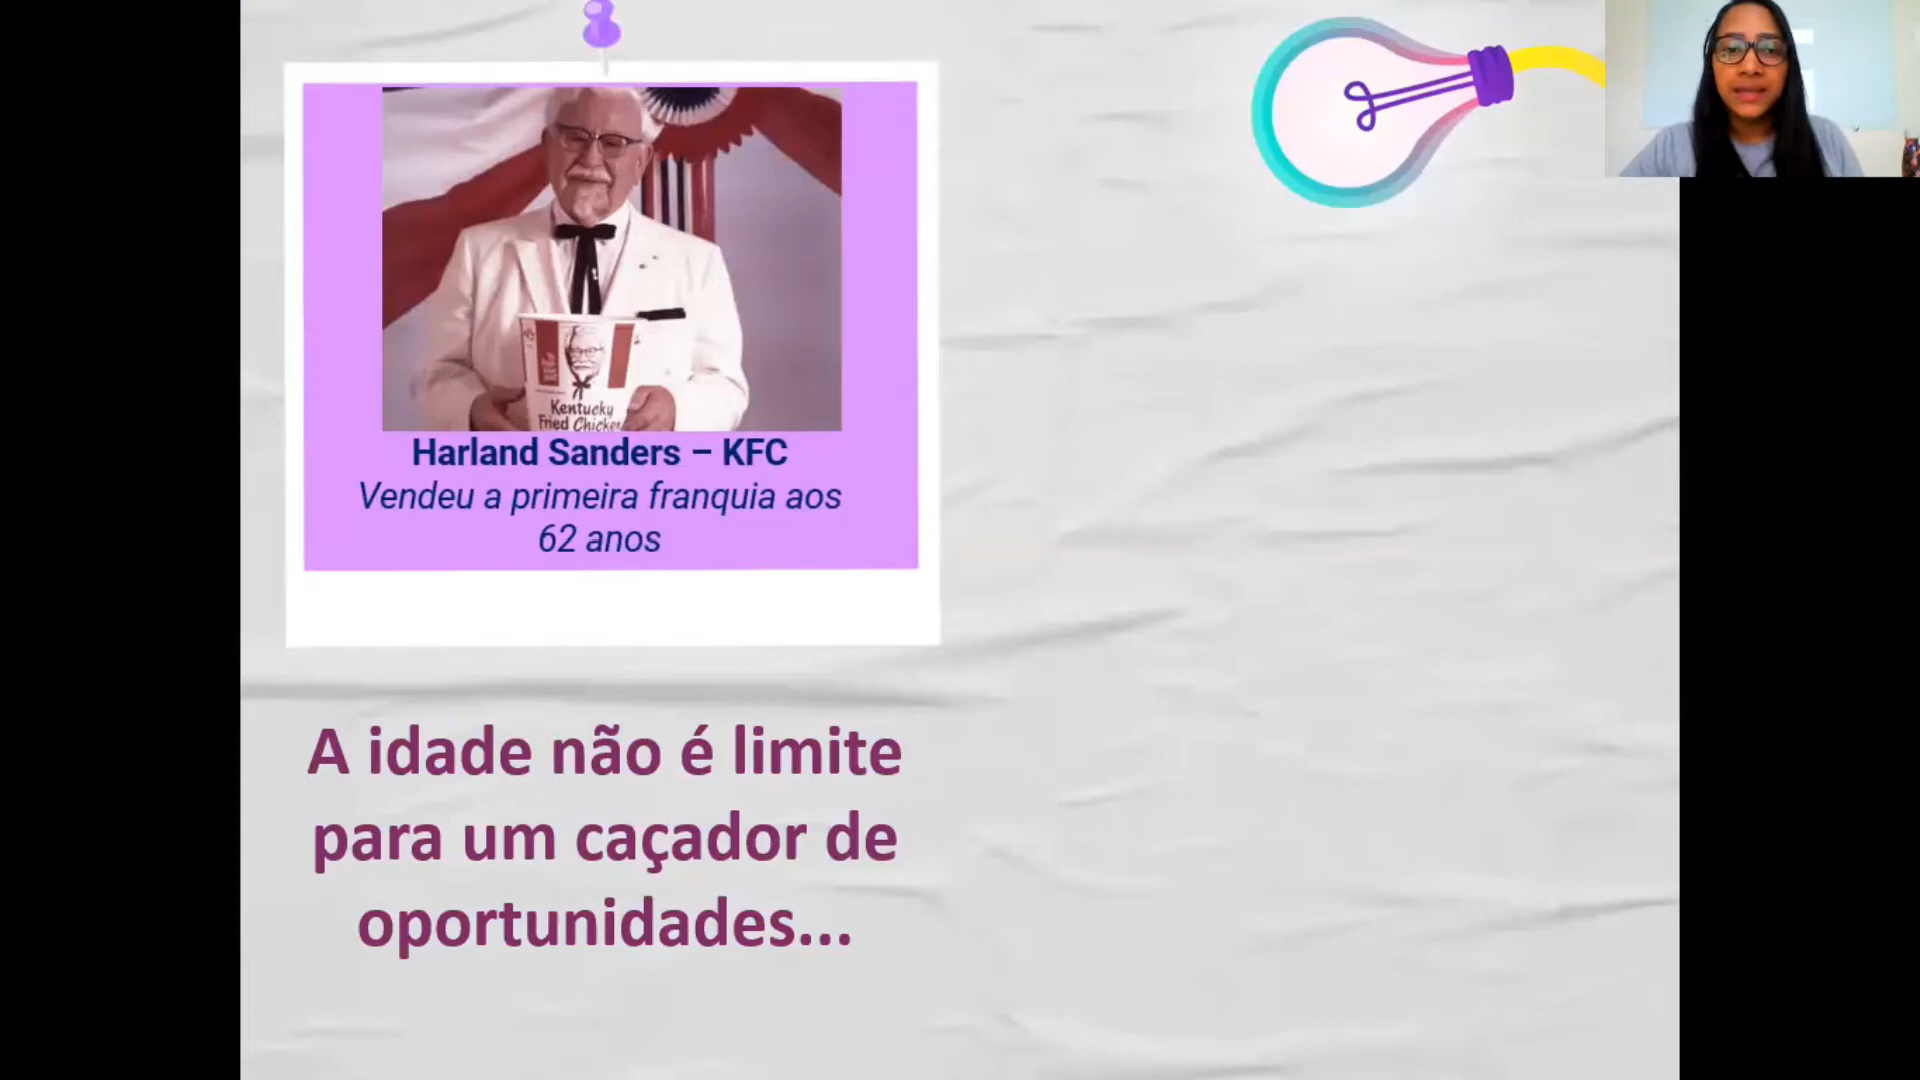 Kentucky
Fried Chicken
Harland Sanders – KFC
Vendeu a primeira franquia aos
62 anos
A idade não é limite
para um caçador de
oportunidades...